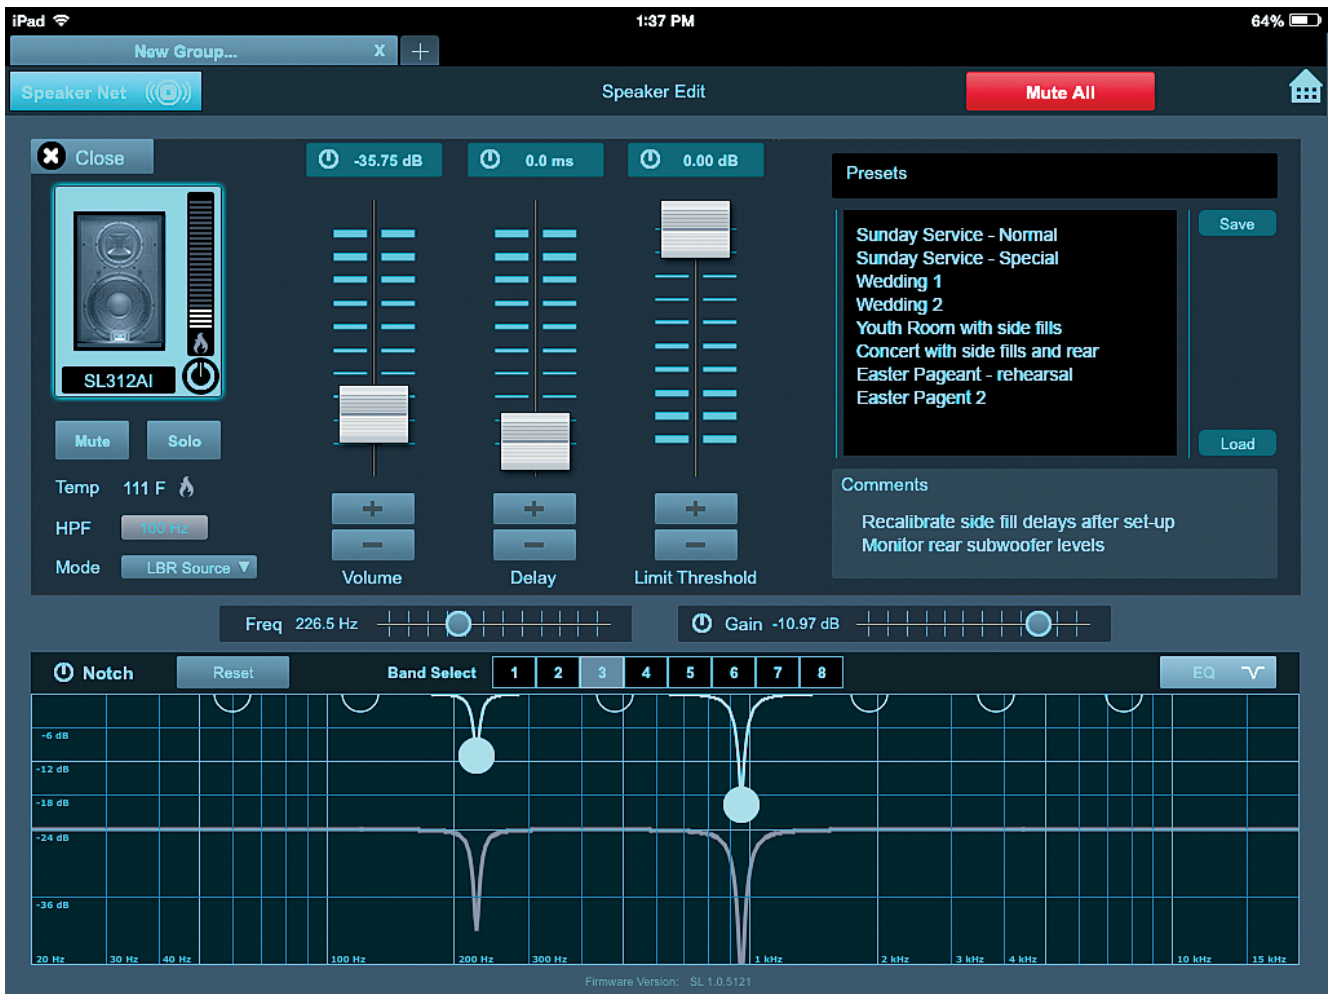 iPad 1:37 PM 64%
New Group... X +
Speaker Net Speaker Edit Mute All
Close -35.75 dB 0.0 ms 0.00 dB
Presets
Sunday Service - Normal Save
Sunday Service - Special
Wedding 1
Wedding 2
Youth Room with side fills
Concert with side fills and rear
SL312AI
Easter Pageant - rehearsal
Easter Pagent 2
Mute Solo Load
Temp 111 F
Comments
HPF 100 Hz
Recalibrate side fill delays after set-up
Monitor rear subwoofer levels
Mode LBR Source
Volume Delay Limit Threshold
Freq 226.5 Hz Gain -10.97 dB
Notch Reset Band Select 1 2 3 4 5 6 7 8 EQ
-6 dB
-12 dB
-18 dB
-24 dB
-36 dB
20 Hz 30 Hz 40 Hz 100 Hz 200 Hz 300 Hz 1 kHz 2 kHz 3 kHz 4 kHz 10 kHz 15 kHz
Firmware Version: SL 1.0.5121